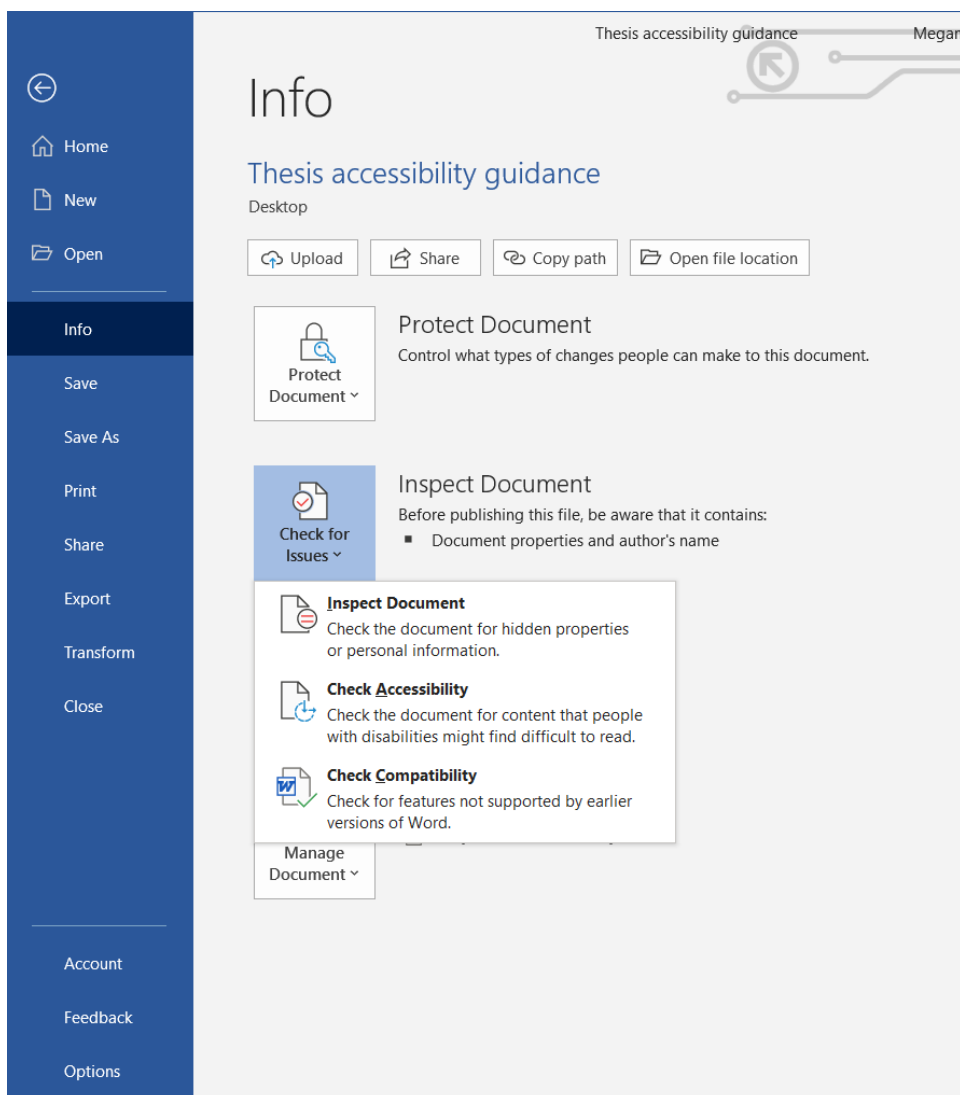 Thesis accessibility guidance
Info
Home
New
Open
Info
Save
Save As
Print
Share
Export
Transform
Close
Account
Feedback
Options
Thesis accessibility guidance
Desktop
Upload
Share
Copy path
Open file location
Protect
Document
Protect Document
Control what types of changes people can make to this document.
Check for
Issues
Inspect Document
Before publishing this file, be aware that it contains:
■ Document properties and author's name
Inspect Document
Check the document for hidden properties
or personal information.
Check Accessibility
Check the document for content that people
with disabilities might find difficult to read.
Check Compatibility
Check for features not supported by earlier
versions of Word.
Manage
Document